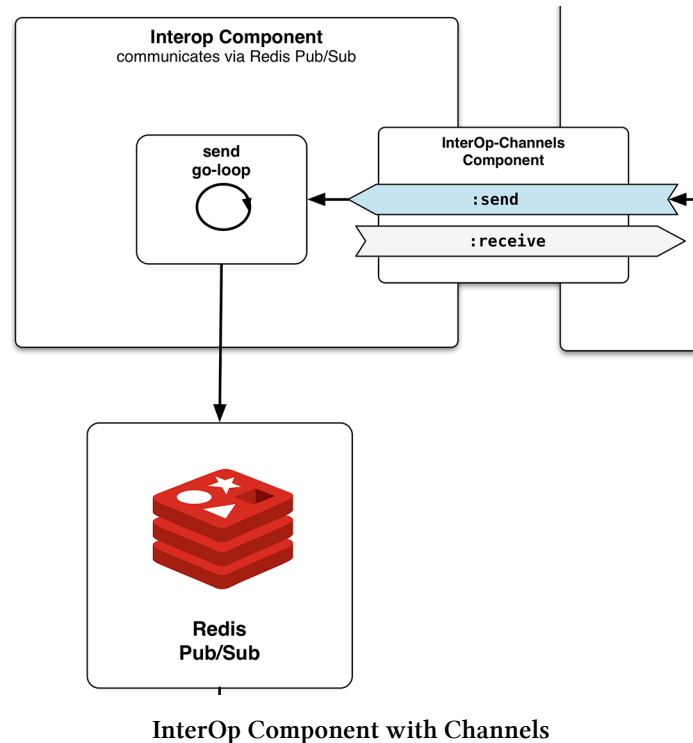 Interop Component
communicates via Redis Pub/Sub
send
go-loop
InterOp-Channels
Component
:send
:receive
Redis
Pub/Sub
InterOp Component with Channels